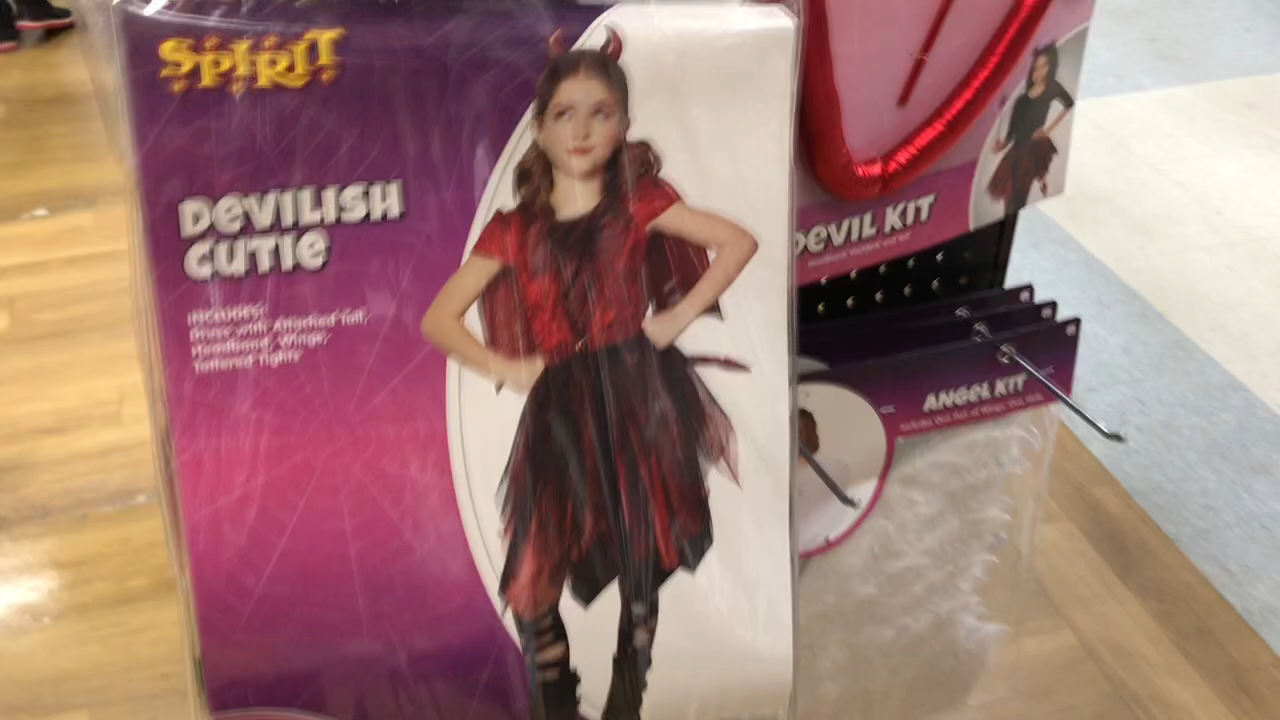 SPIRIT
DEVILISH
CUTIE
INCLUDES:
Dress with Attached Tail,
Headband, Wings,
Tattered Tights
DEVIL KIT
ANGEL KIT